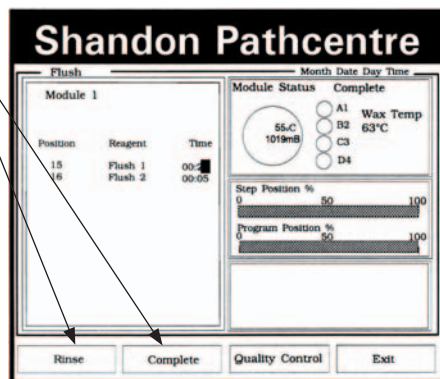 Shandon Pathcentre
Flush
Month Date Day Time
Module 1
Position Reagent Time
15 Flush 1
16 Flush 2 00:05
Module Status Complete
55°C
1019mB
A1
B2
C3
D4
Wax Temp
63°C
Step Position %
0 50 100
Program Position %
0 50 100
Rinse Complete Quality Control Exit